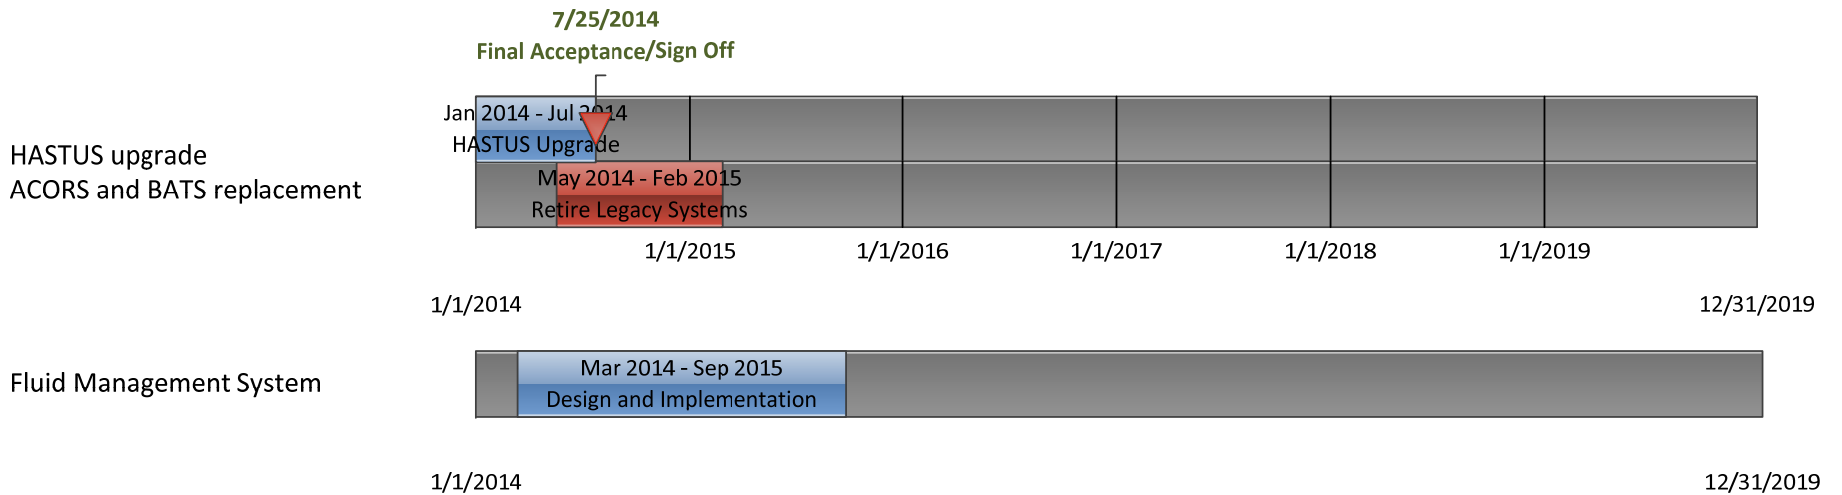 7/25/2014
Final Acceptance/Sign Off
Jan 2014 - Jul 2014
HASTUS Upgrade
HASTUS upgrade
ACORS and BATS replacement
May 2014 - Feb 2015
Retire Legacy Systems
1/1/2015 1/1/2016 1/1/2017 1/1/2018 1/1/2019
1/1/2014 12/31/2019
Mar 2014 - Sep 2015
Fluid Management System
Design and Implementation
1/1/2014 12/31/2019